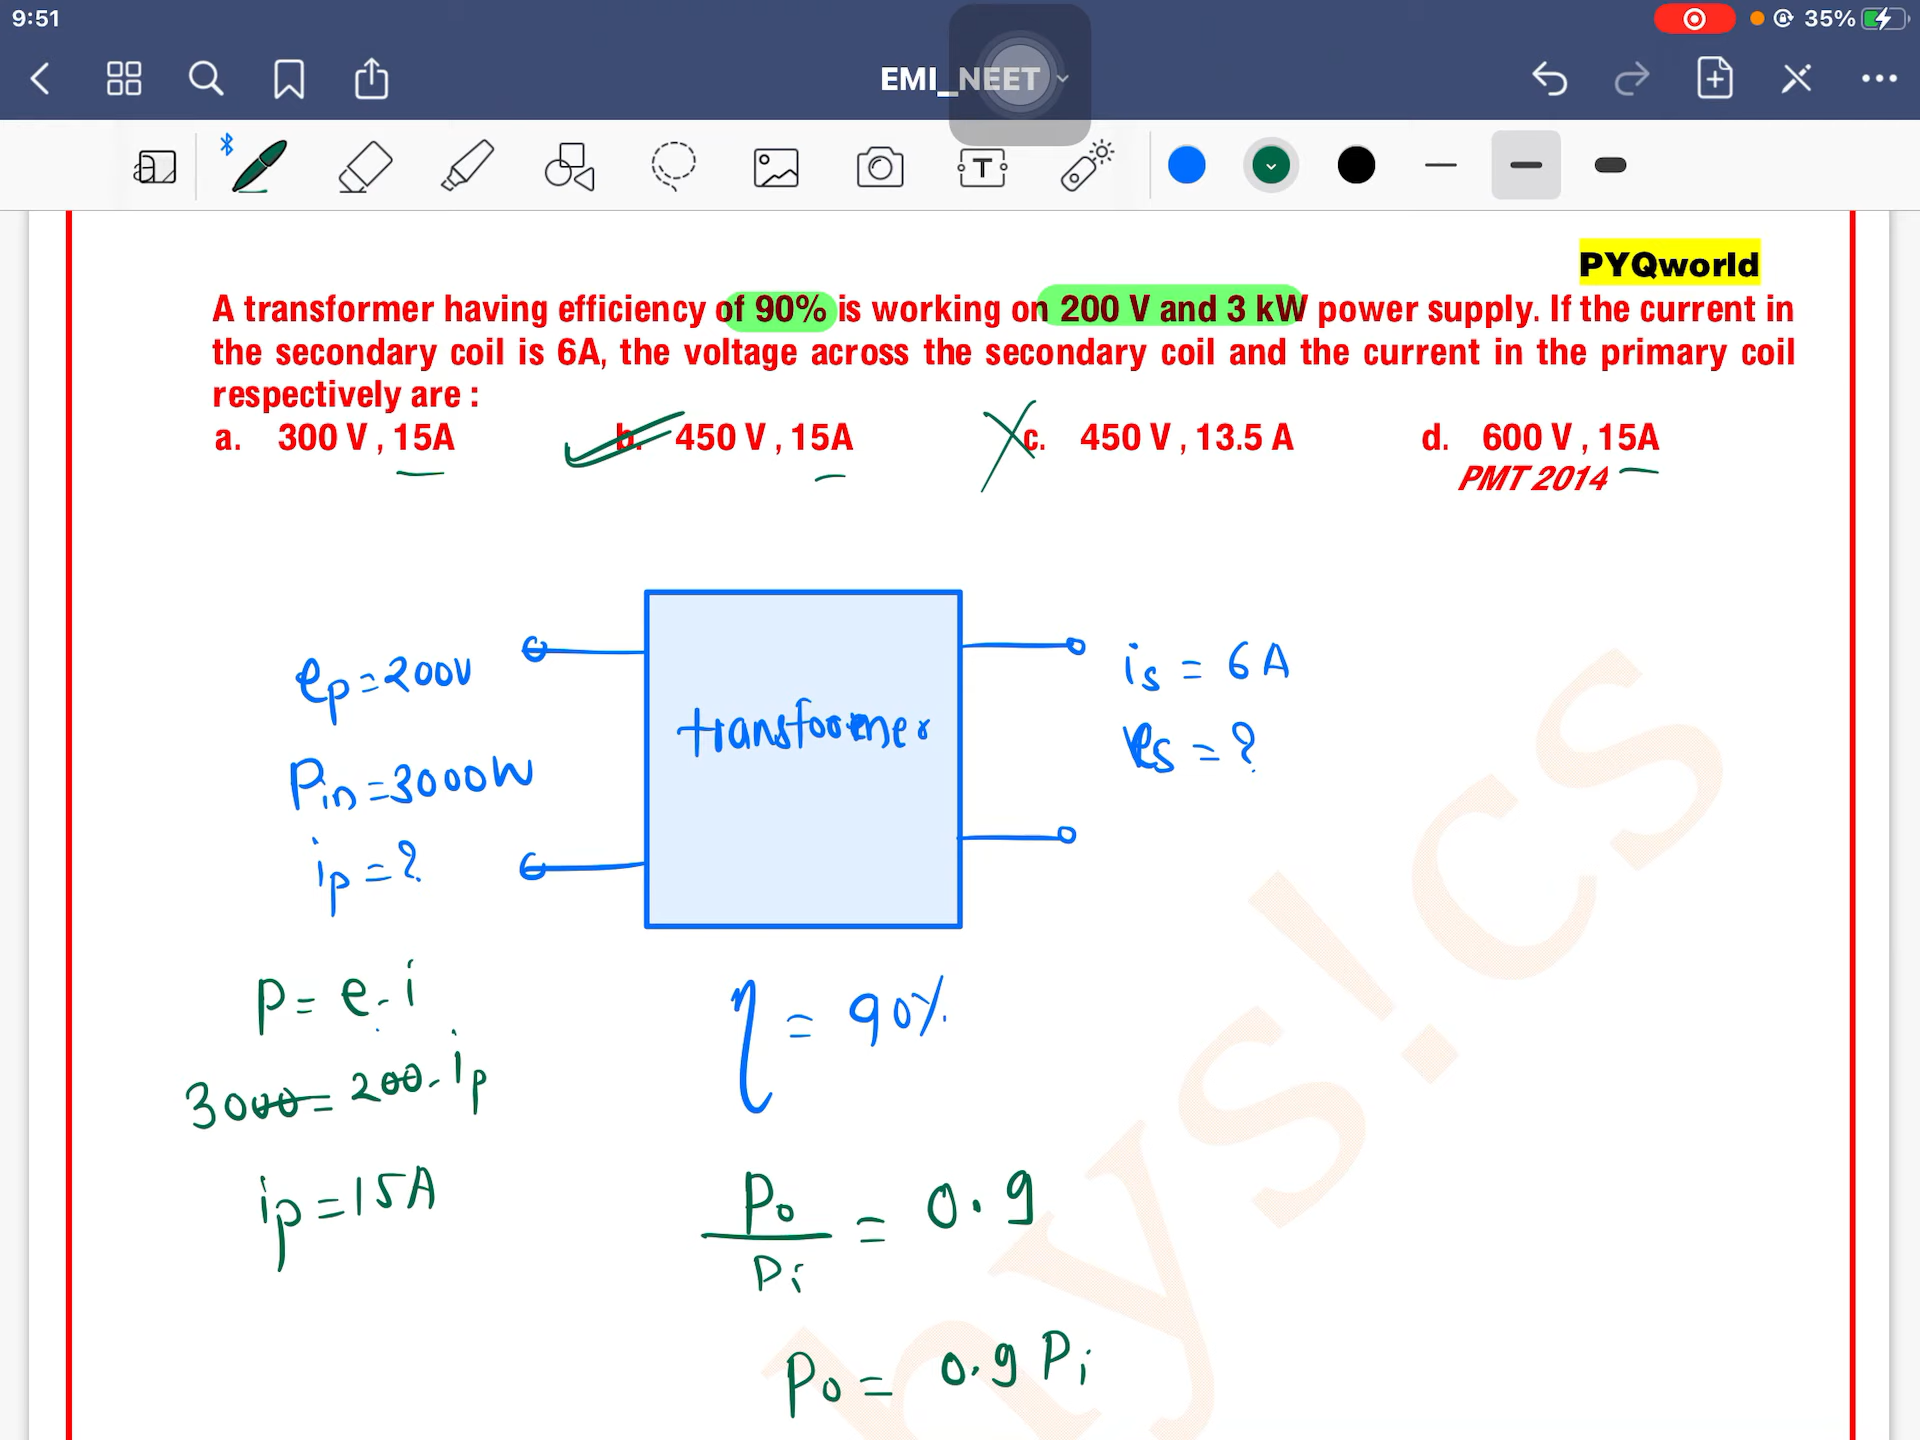 9:51
35%
EMI_NEET
T
PYQworld
A transformer having efficiency of 90% is working on 200 V and 3 kW power supply. If the current in
the secondary coil is 6A, the voltage across the secondary coil and the current in the primary coil
respectively are :
a. 300 V , 15A b. 450 V , 15A c. 450 V , 13.5 A d. 600 V , 15A
PMT 2014
ep = 200V
Pin = 3000W
ip = ?
transformer
is = 6 A
es = ?
P = e . i
3000 = 200 . ip
ip = 15A
η = 90%
Po
Pi
= 0.9
Po = 0.9 Pi
hys!cs